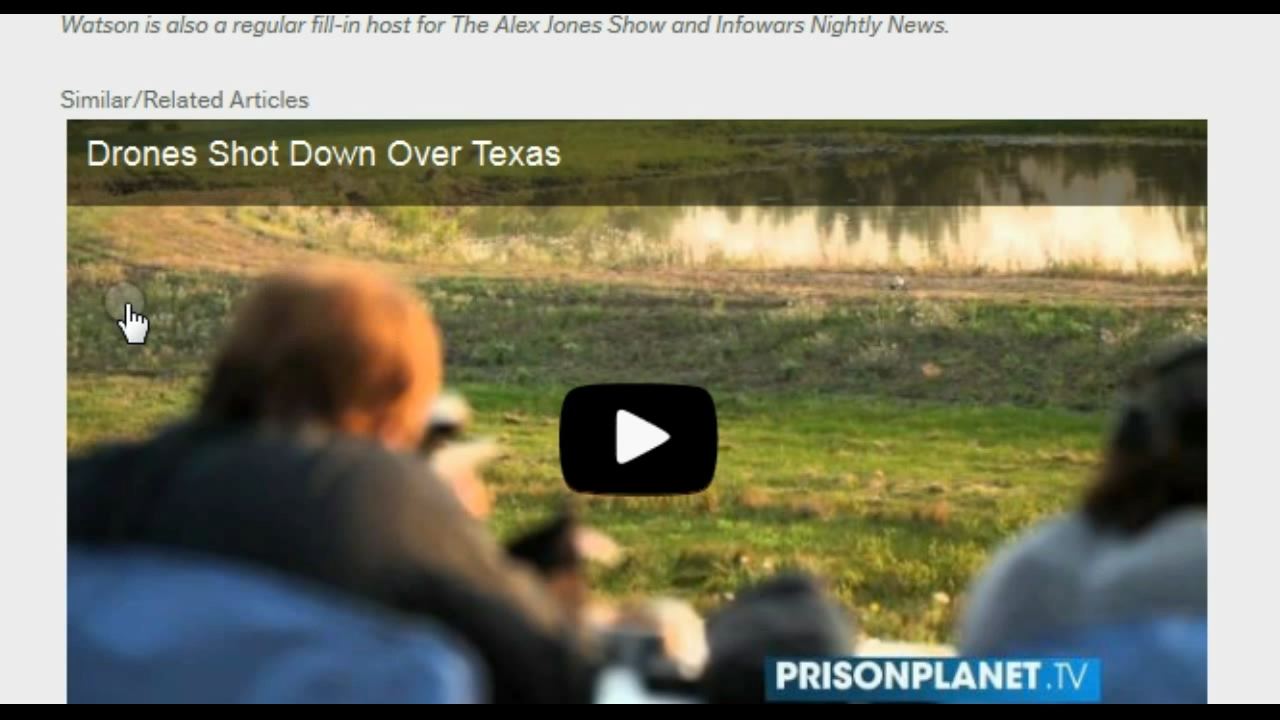 Watson is also a regular fill-in host for The Alex Jones Show and Infowars Nightly News.
Similar/Related Articles
Drones Shot Down Over Texas
PRISONPLANET.TV